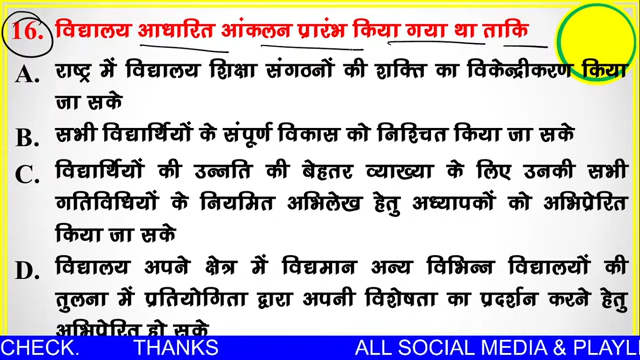 16. विद्यालय आधारित आंकलन प्रारंभ किया गया था ताकि
A. राष्ट्र में विद्यालय शिक्षा संगठनों की शक्ति का विकेन्द्रीकरण किया
जा सके
B. सभी विद्यार्थियों के संपूर्ण विकास को निश्चित किया जा सके
C. विद्यार्थियों की उन्नति की बेहतर व्याख्या के लिए उनकी सभी
गतिविधियों के नियमित अभिलेख हेतु अध्यापकों को अभिप्रेरित
किया जा सके
D. विद्यालय अपने क्षेत्र में विद्यमान अन्य विभिन्न विद्यालयों की
तुलना में प्रतियोगिता द्वारा अपनी विशेषता का प्रदर्शन करने हेतु
अभिप्रेरित हो सके
CHECK. THANKS ALL SOCIAL MEDIA & PLAYL